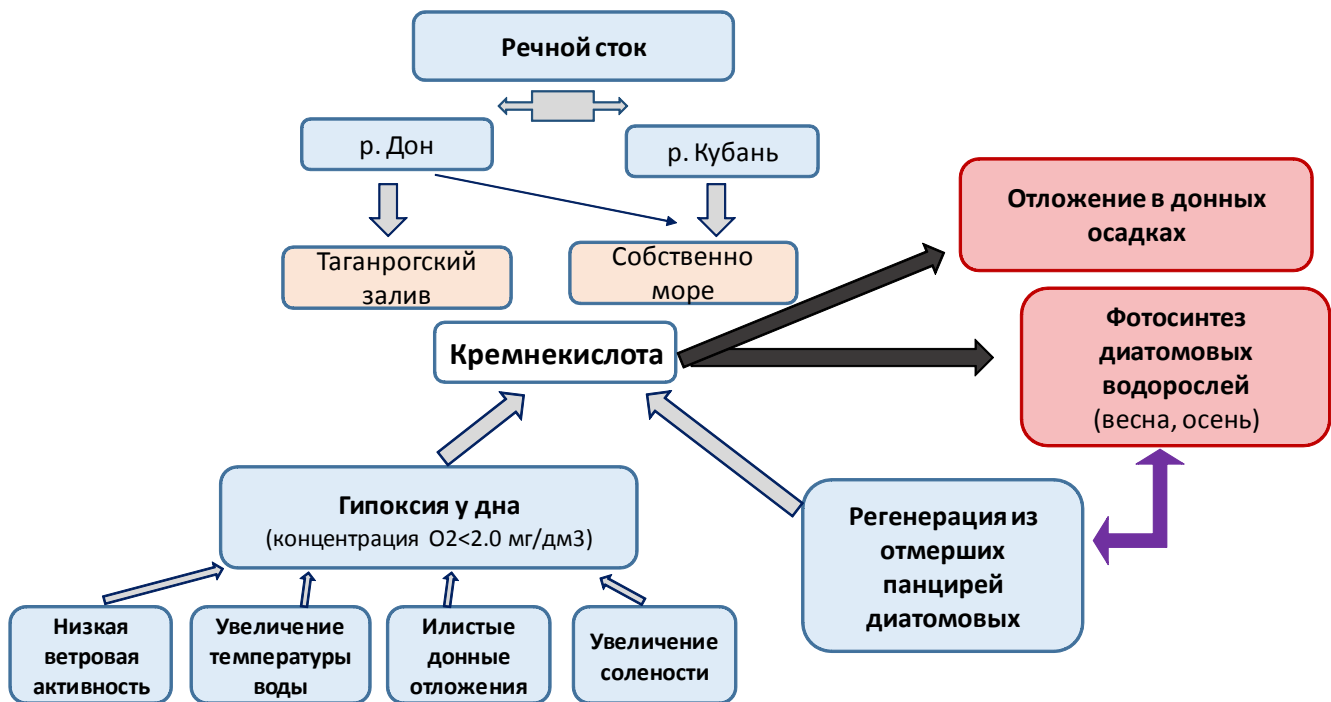 Речной сток
р. Дон
р. Кубань
Таганрогский
залив
Собственно
море
Отложение в донных
осадках
Кремнекислота
Фотосинтез
диатомовых
водорослей
(весна, осень)
Гипоксия у дна
(концентрация O2<2.0 мг/дм3)
Регенерация из
отмерших
панцирей
диатомовых
Низкая
ветровая
активность
Увеличение
температуры
воды
Илистые
донные
отложения
Увеличение
солености